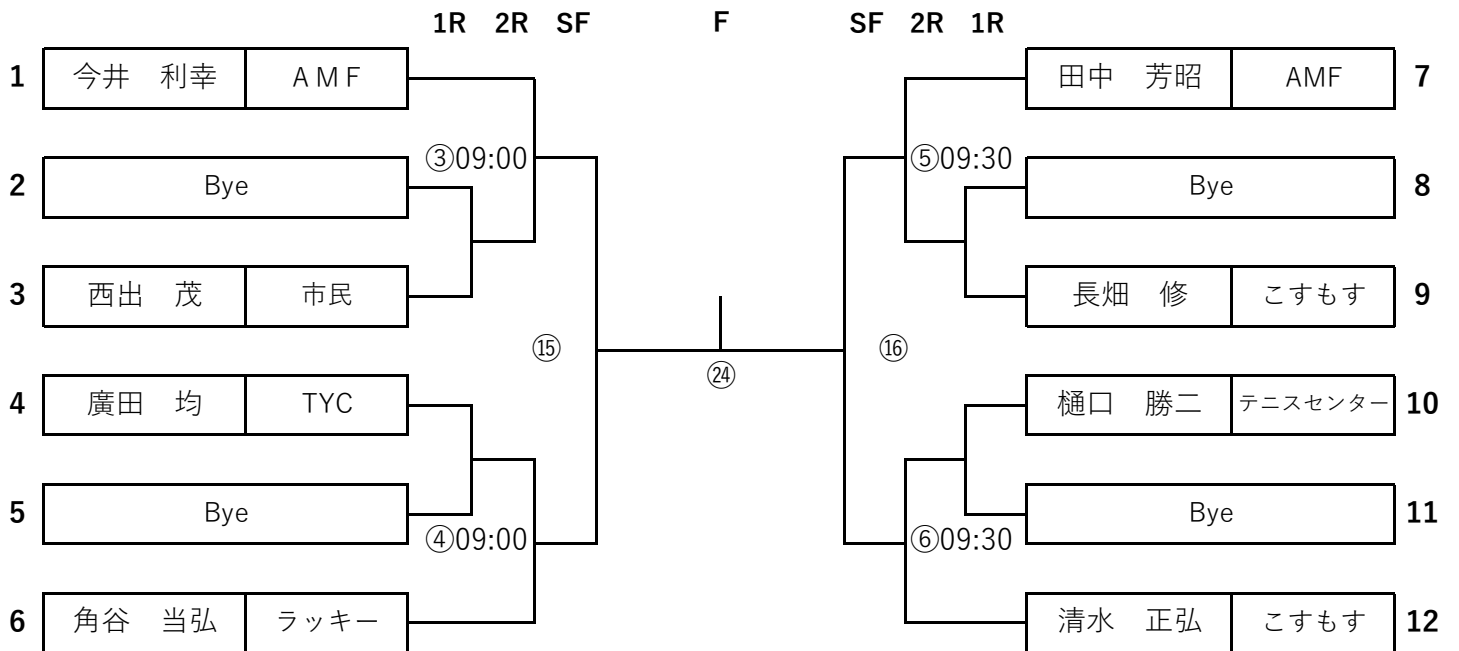 1R 2R SF F SF 2R 1R
1 今井　利幸 ＡＭＦ 田中　芳昭 AMF 7
③09:00 ⑤09:30
2 Bye Bye 8
3 西出　茂 市民 長畑　修 こすもす 9
⑮ ⑯
㉔
4 廣田　均 TYC 樋口　勝二 テニスセンター 10
5 Bye Bye 11
④09:00 ⑥09:30
6 角谷　当弘 ラッキー 清水　正弘 こすもす 12